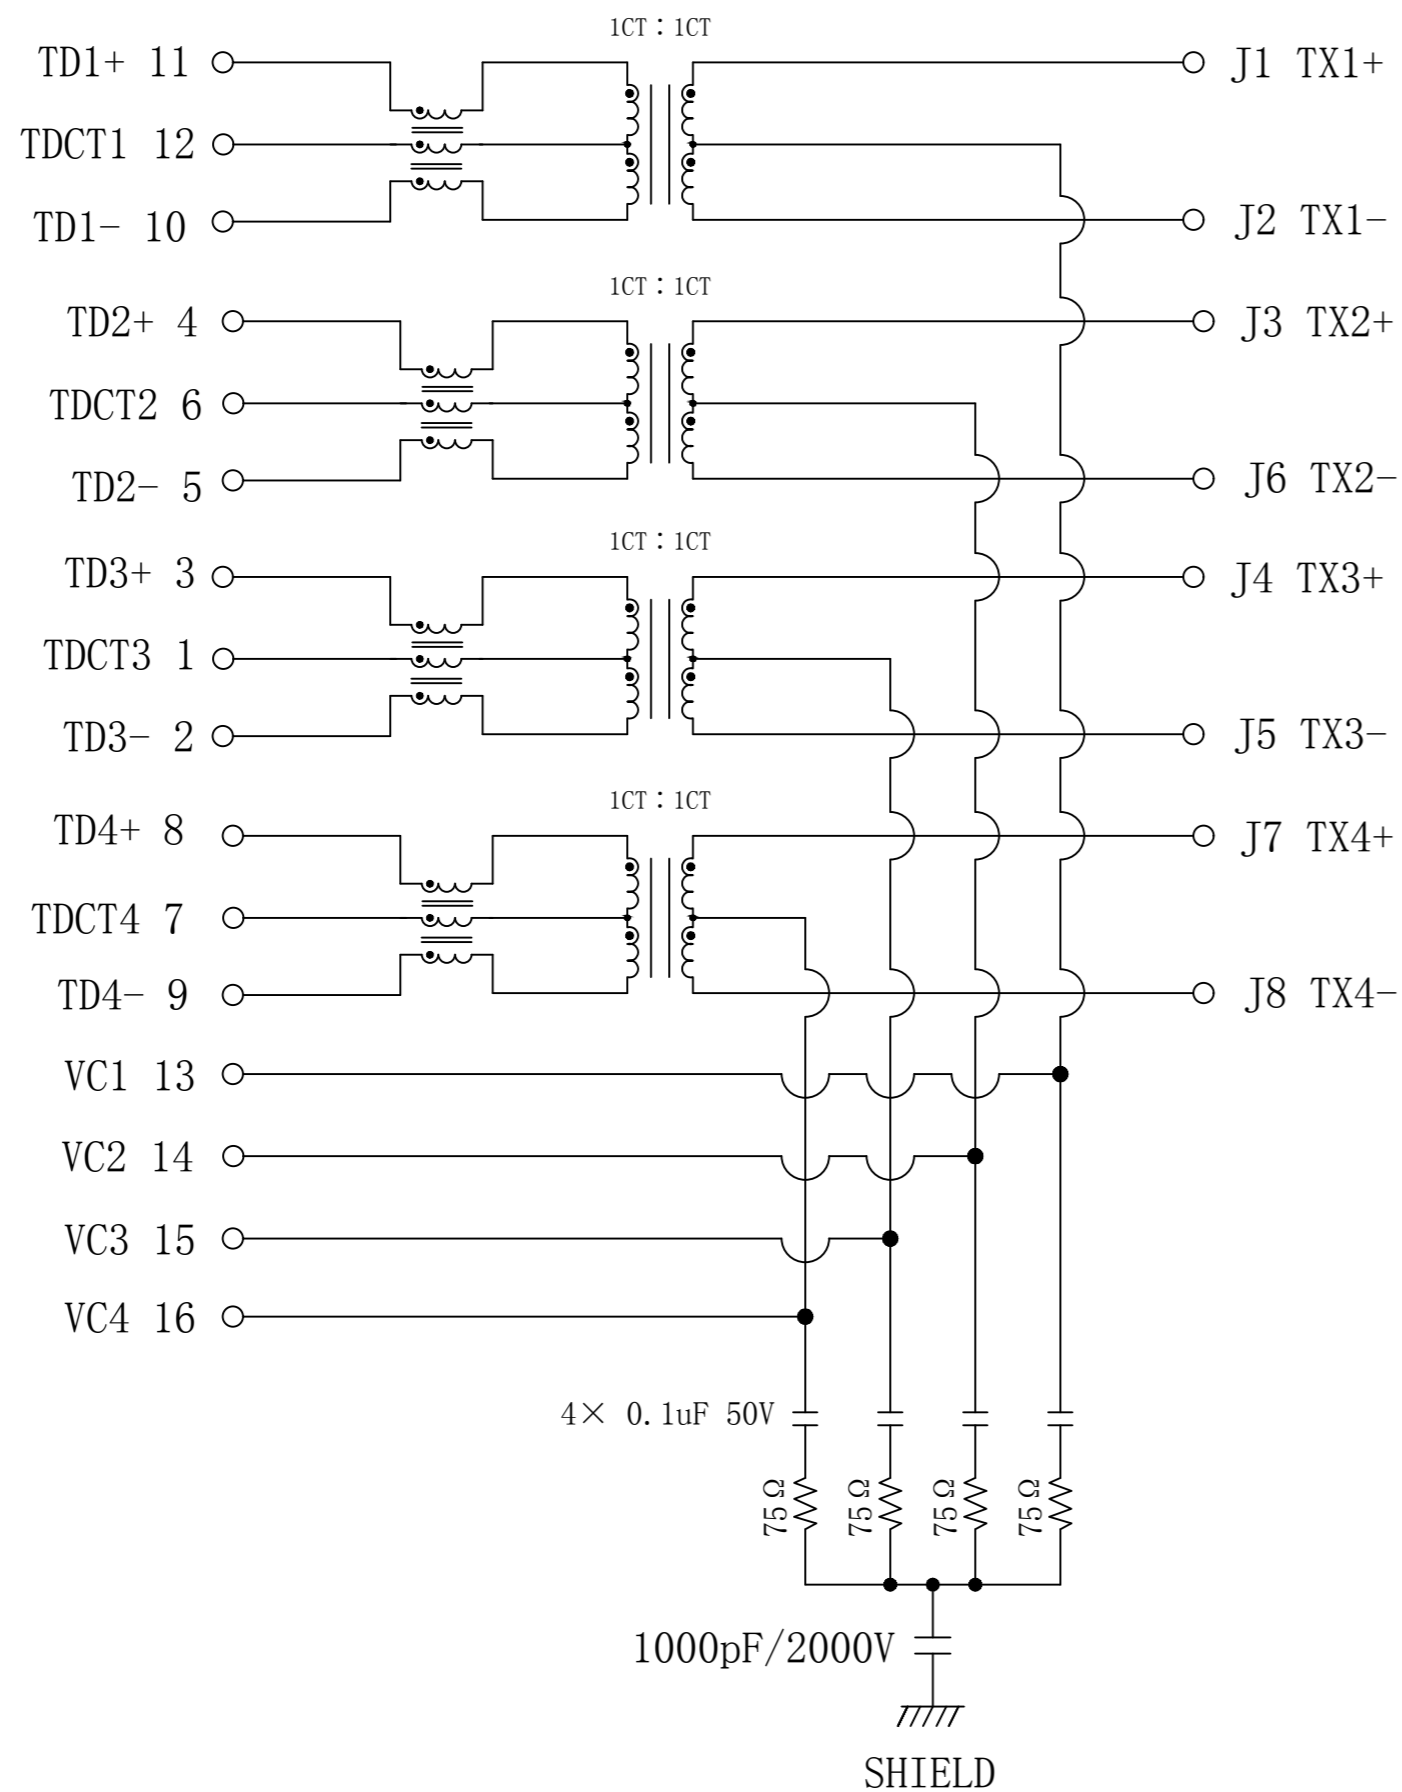 1CT：1CT
TD1+ 11
J1 TX1+
TDCT1 12
TD1- 10
J2 TX1-
1CT：1CT
TD2+ 4
J3 TX2+
TDCT2 6
TD2- 5
J6 TX2-
1CT：1CT
TD3+ 3
J4 TX3+
TDCT3 1
TD3- 2
J5 TX3-
1CT：1CT
TD4+ 8
J7 TX4+
TDCT4 7
TD4- 9
J8 TX4-
VC1 13
VC2 14
VC3 15
VC4 16
4× 0.1uF 50V
75Ω
75Ω
75Ω
75Ω
1000pF/2000V
SHIELD